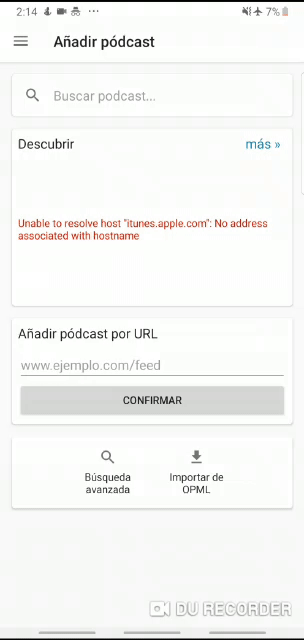 2:14
7%
Añadir pódcast
Buscar podcast...
Descubrir
más »
Unable to resolve host "itunes.apple.com": No address
associated with hostname
Añadir pódcast por URL
www.ejemplo.com/feed
CONFIRMAR
Búsqueda
avanzada
Importar de
OPML
DU RECORDER